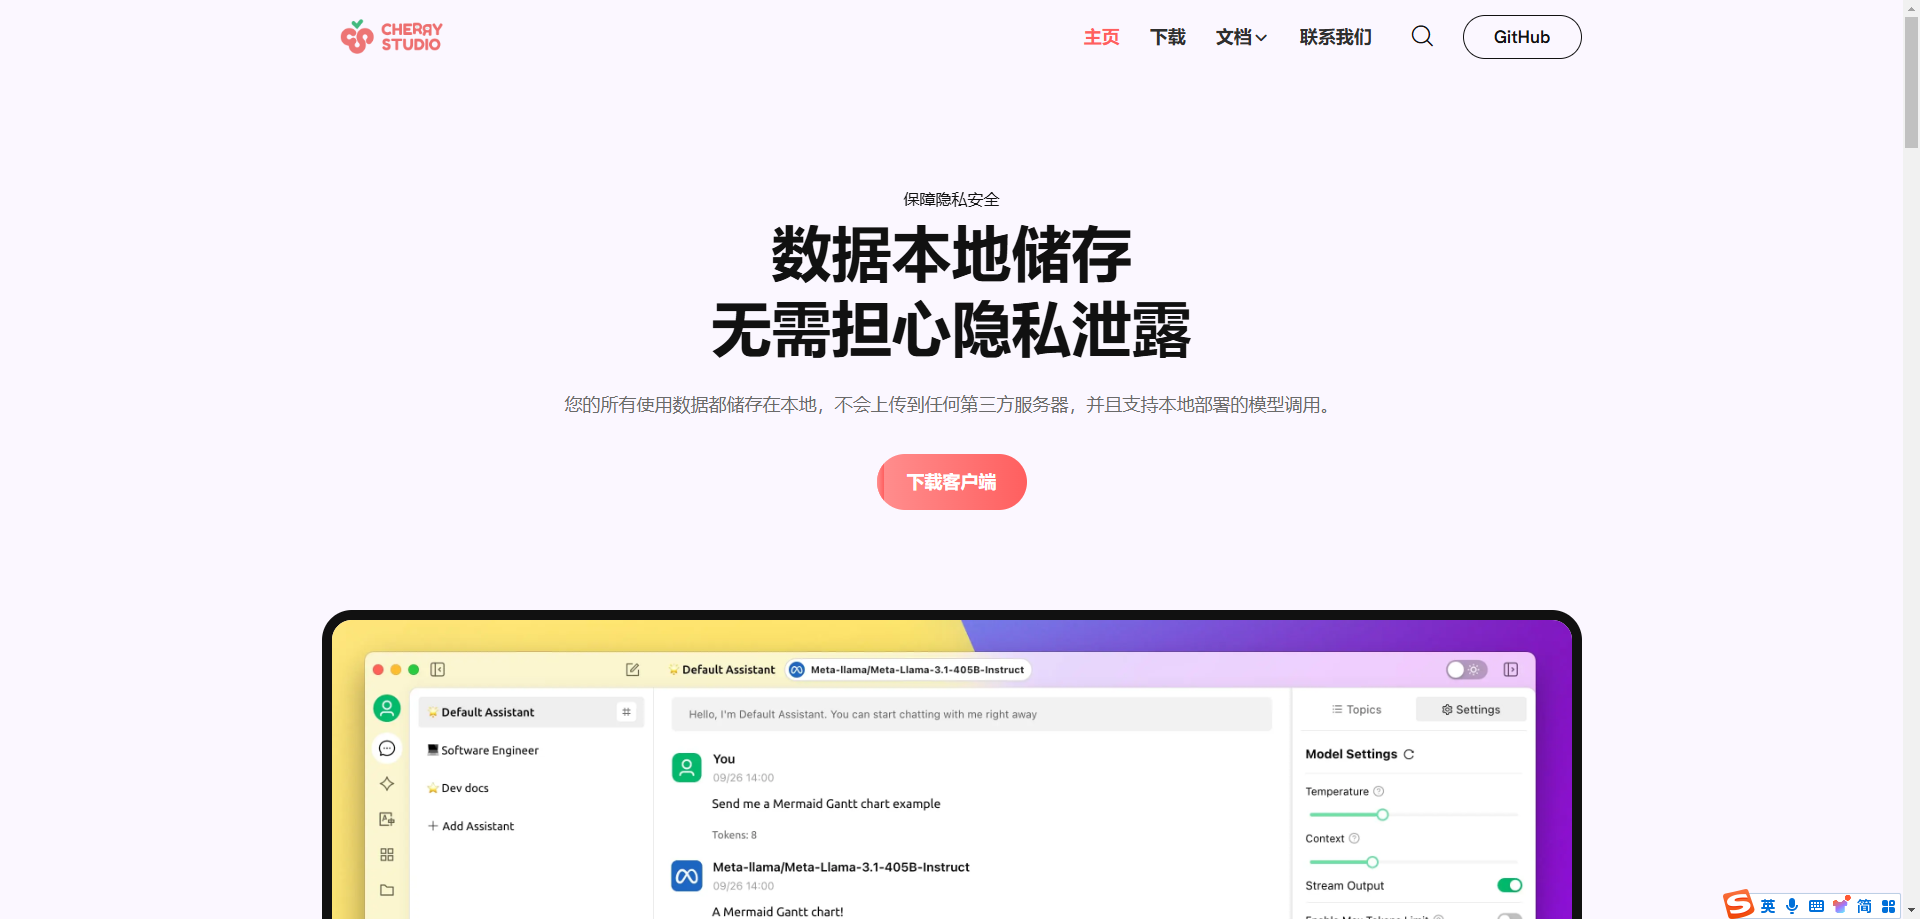 CHERRY
STUDIO
主页
下载
文档
联系我们
GitHub
保障隐私安全
数据本地储存
无需担心隐私泄露
您的所有使用数据都储存在本地，不会上传到任何第三方服务器，并且支持本地部署的模型调用。
下载客户端
Default Assistant
Meta-llama/Meta-Llama-3.1-405B-Instruct
Default Assistant
#
Software Engineer
Dev docs
+ Add Assistant
Hello, I'm Default Assistant. You can start chatting with me right away
You
09/26 14:00
Send me a Mermaid Gantt chart example
Tokens: 8
Meta-llama/Meta-Llama-3.1-405B-Instruct
09/26 14:00
A Mermaid Gantt chart!
Topics
Settings
Model Settings
Temperature
Context
Stream Output
Enable Max Tokens Limit
英
简